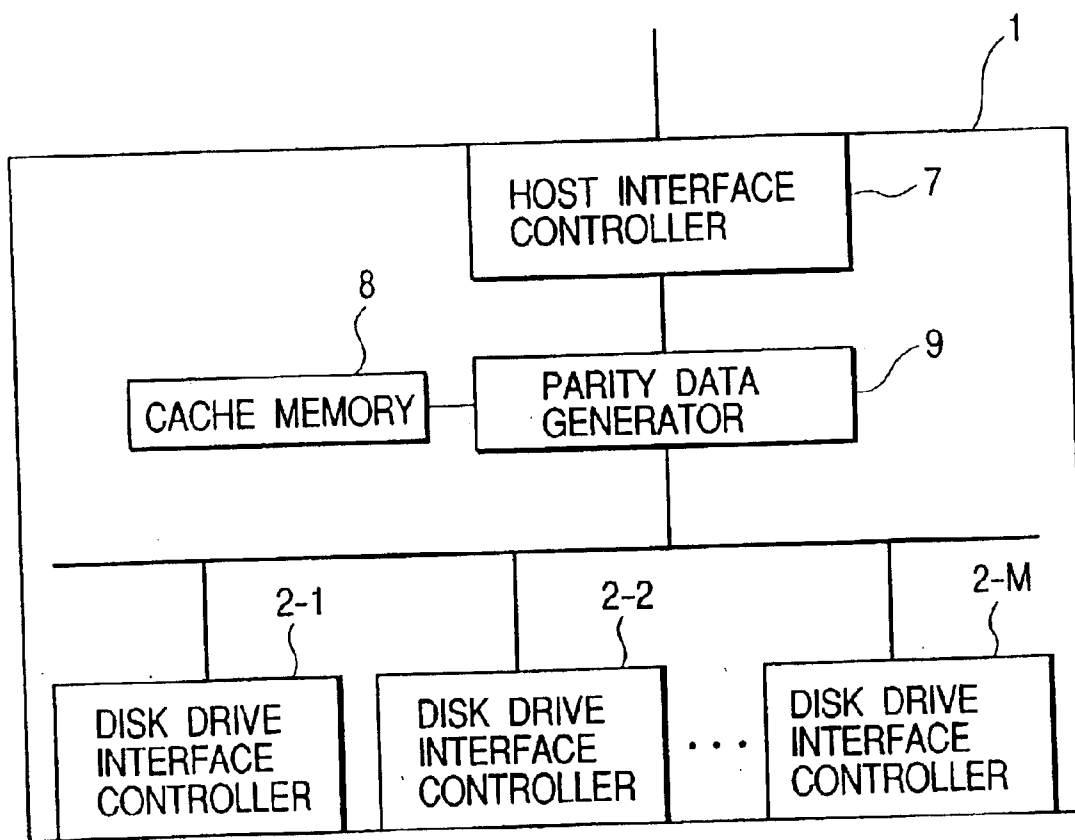 1
HOST INTERFACE
CONTROLLER
7
8
9
CACHE MEMORY
PARITY DATA
GENERATOR
2-1
2-2
2-M
DISK DRIVE
INTERFACE
CONTROLLER
DISK DRIVE
INTERFACE
CONTROLLER
...
DISK DRIVE
INTERFACE
CONTROLLER